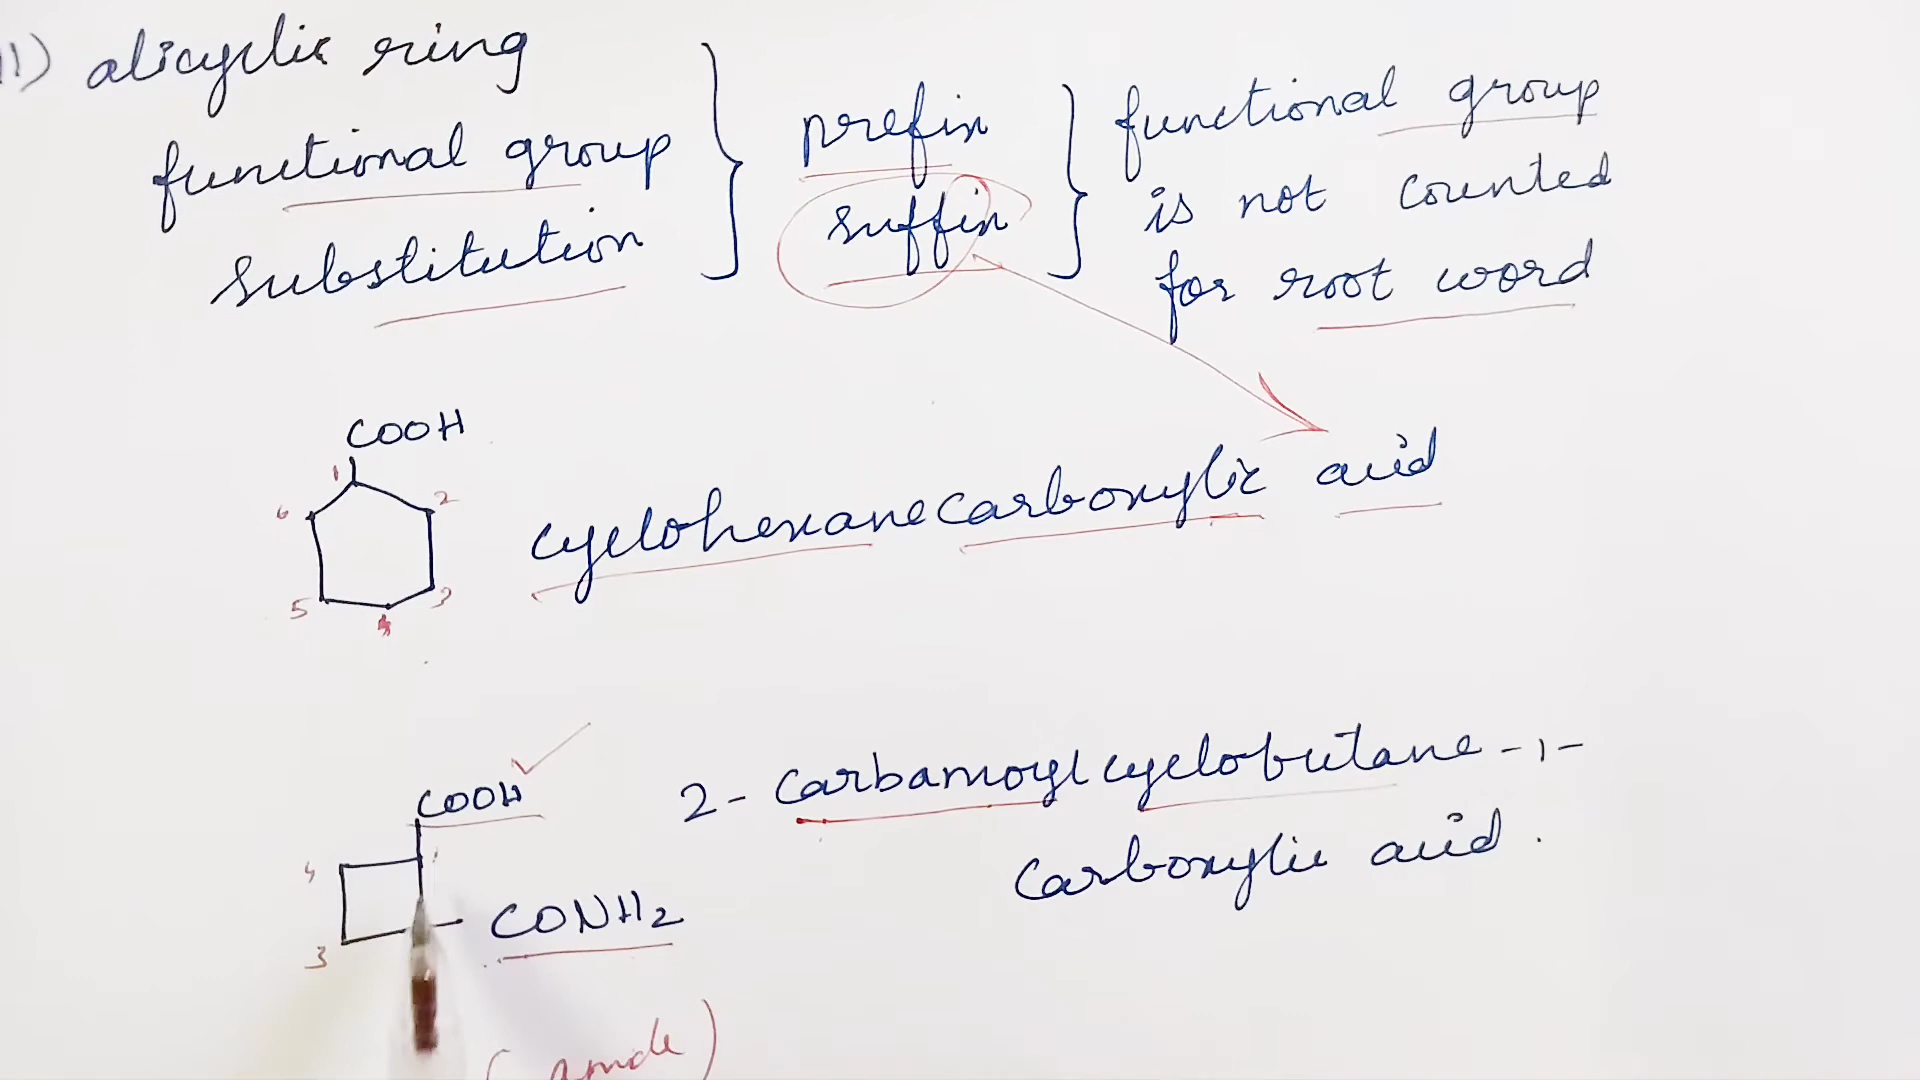 11) alicyclic ring
functional group
substitution
prefix
suffix
functional group
is not counted
for root word
COOH
1
6 2
5 3
4
cyclohexanecarboxylic acid
COOH
4 1
3
CONH2
(amide)
2-carbamoylcyclobutane-1-
carboxylic acid.